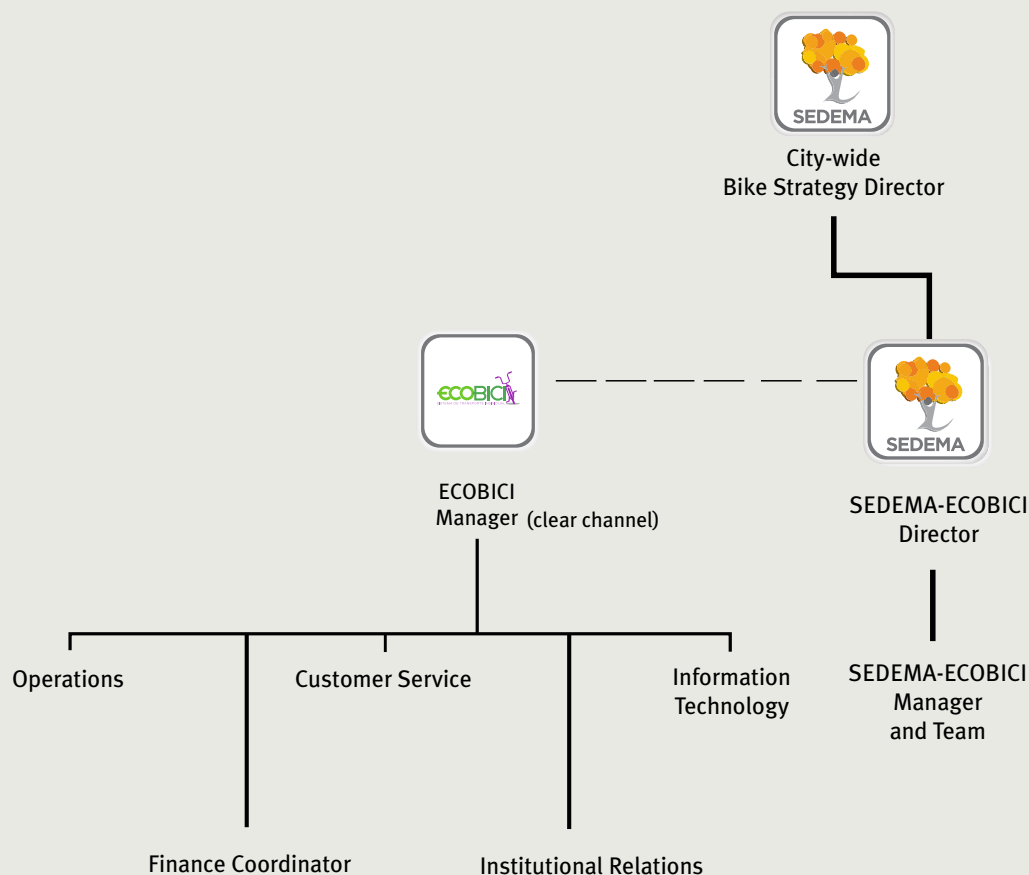 SEDEMA
City-wide
Bike Strategy Director
ECOBICI
SEDEMA
ECOBICI
Manager (clear channel)
SEDEMA-ECOBICI
Director
Operations
Customer Service
Information
Technology
SEDEMA-ECOBICI
Manager
and Team
Finance Coordinator
Institutional Relations